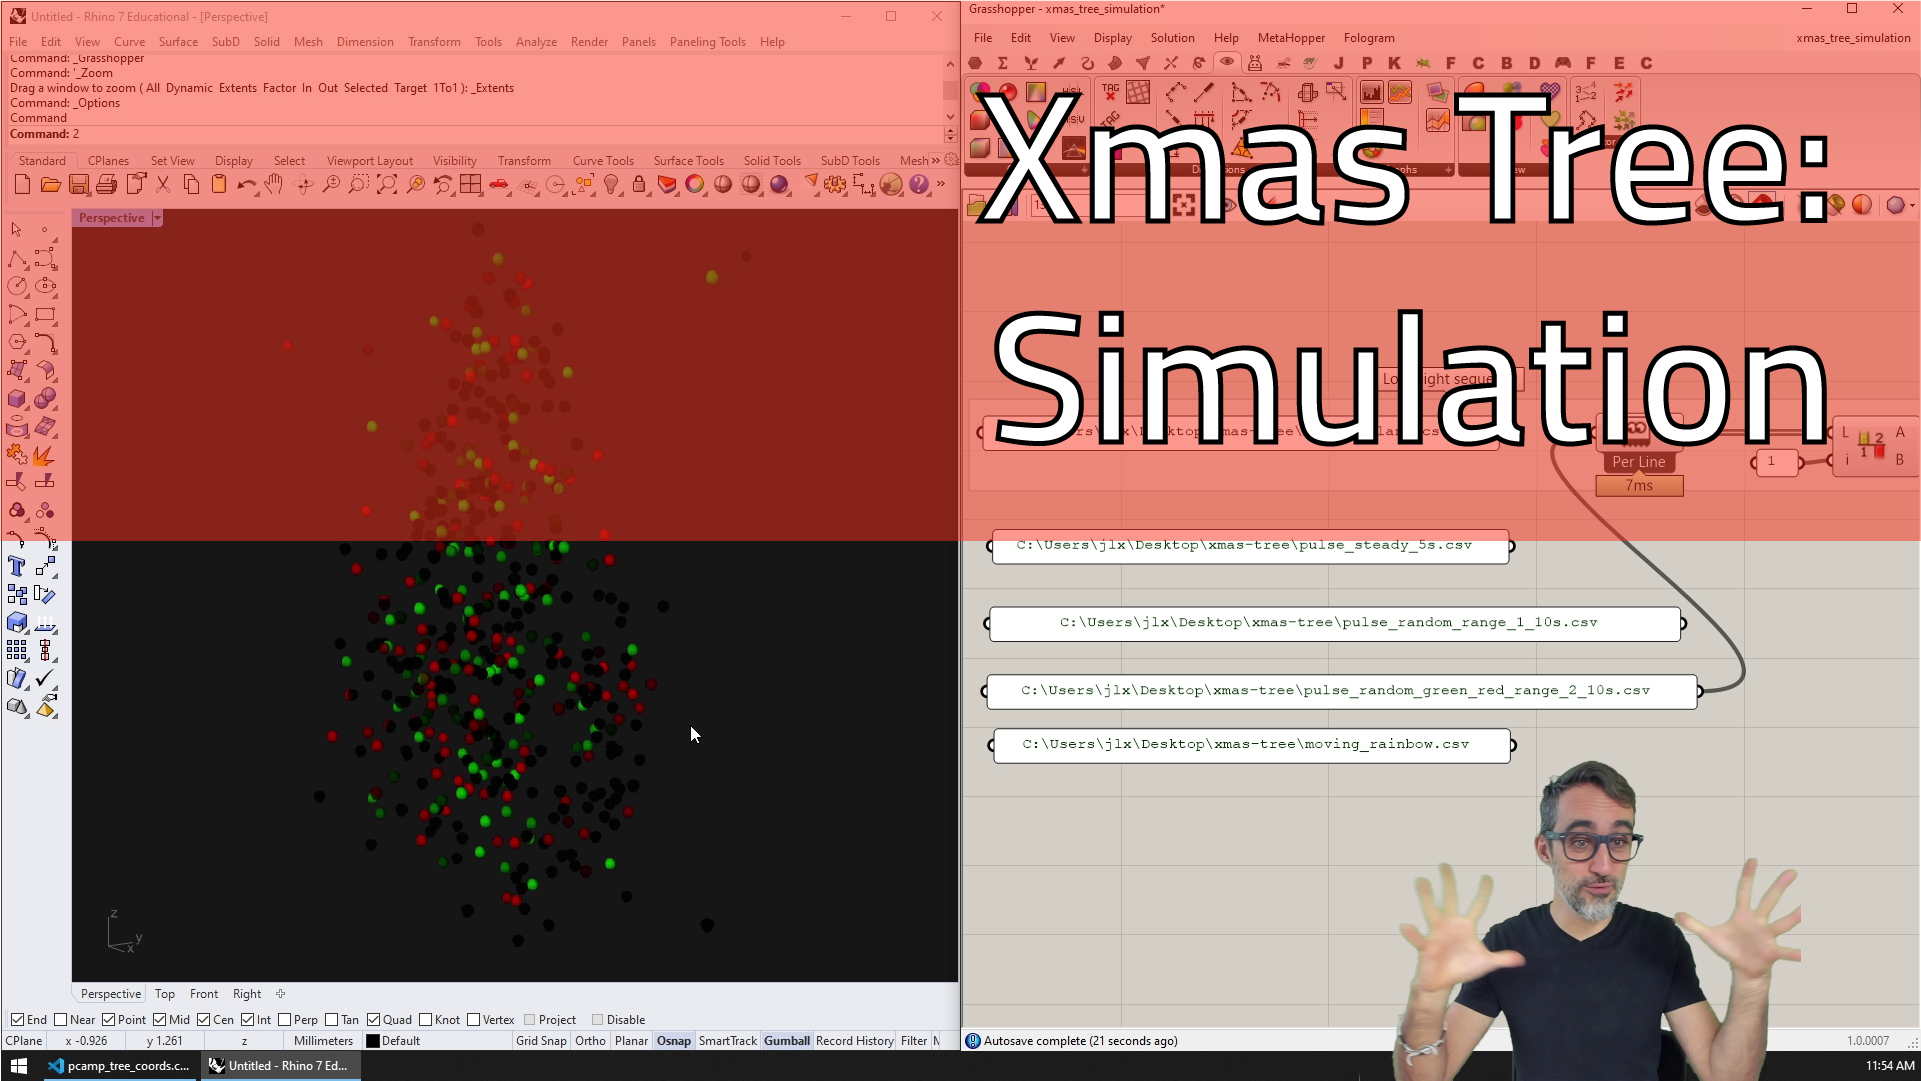 Untitled - Rhino 7 Educational - [Perspective]
File Edit View Curve Surface SubD Solid Mesh Dimension Transform Tools Analyze Render Panels Paneling Tools Help
Command: _Grasshopper
Command: '_Zoom
Drag a window to zoom ( All Dynamic Extents Factor In Out Selected Target 1To1 ): _Extents
Command: _Options
Command
Command: 2
Standard CPlanes Set View Display Select Viewport Layout Visibility Transform Curve Tools Surface Tools Solid Tools SubD Tools Mesh
Perspective
z
y
x
Perspective Top Front Right
End Near Point Mid Cen Int Perp Tan Quad Knot Vertex Project Disable
CPlane x -0.926 y 1.261 z Millimeters Default Grid Snap Ortho Planar Osnap SmartTrack Gumball Record History Filter M
Grasshopper - xmas_tree_simulation*
File Edit View Display Solution Help MetaHopper Fologram xmas_tree_simulation
J P K F C B D F E C
TAG
TAG
Xmas Tree:
Simulation
L A
i B
1
Per Line
7ms
C:\Users\jlx\Desktop\xmas-tree\pulse_steady_5s.csv
C:\Users\jlx\Desktop\xmas-tree\pulse_random_range_1_10s.csv
C:\Users\jlx\Desktop\xmas-tree\pulse_random_green_red_range_2_10s.csv
C:\Users\jlx\Desktop\xmas-tree\moving_rainbow.csv
Autosave complete (21 seconds ago)
1.0.0007
pcamp_tree_coords.c...
Untitled - Rhino 7 Ed...
11:54 AM